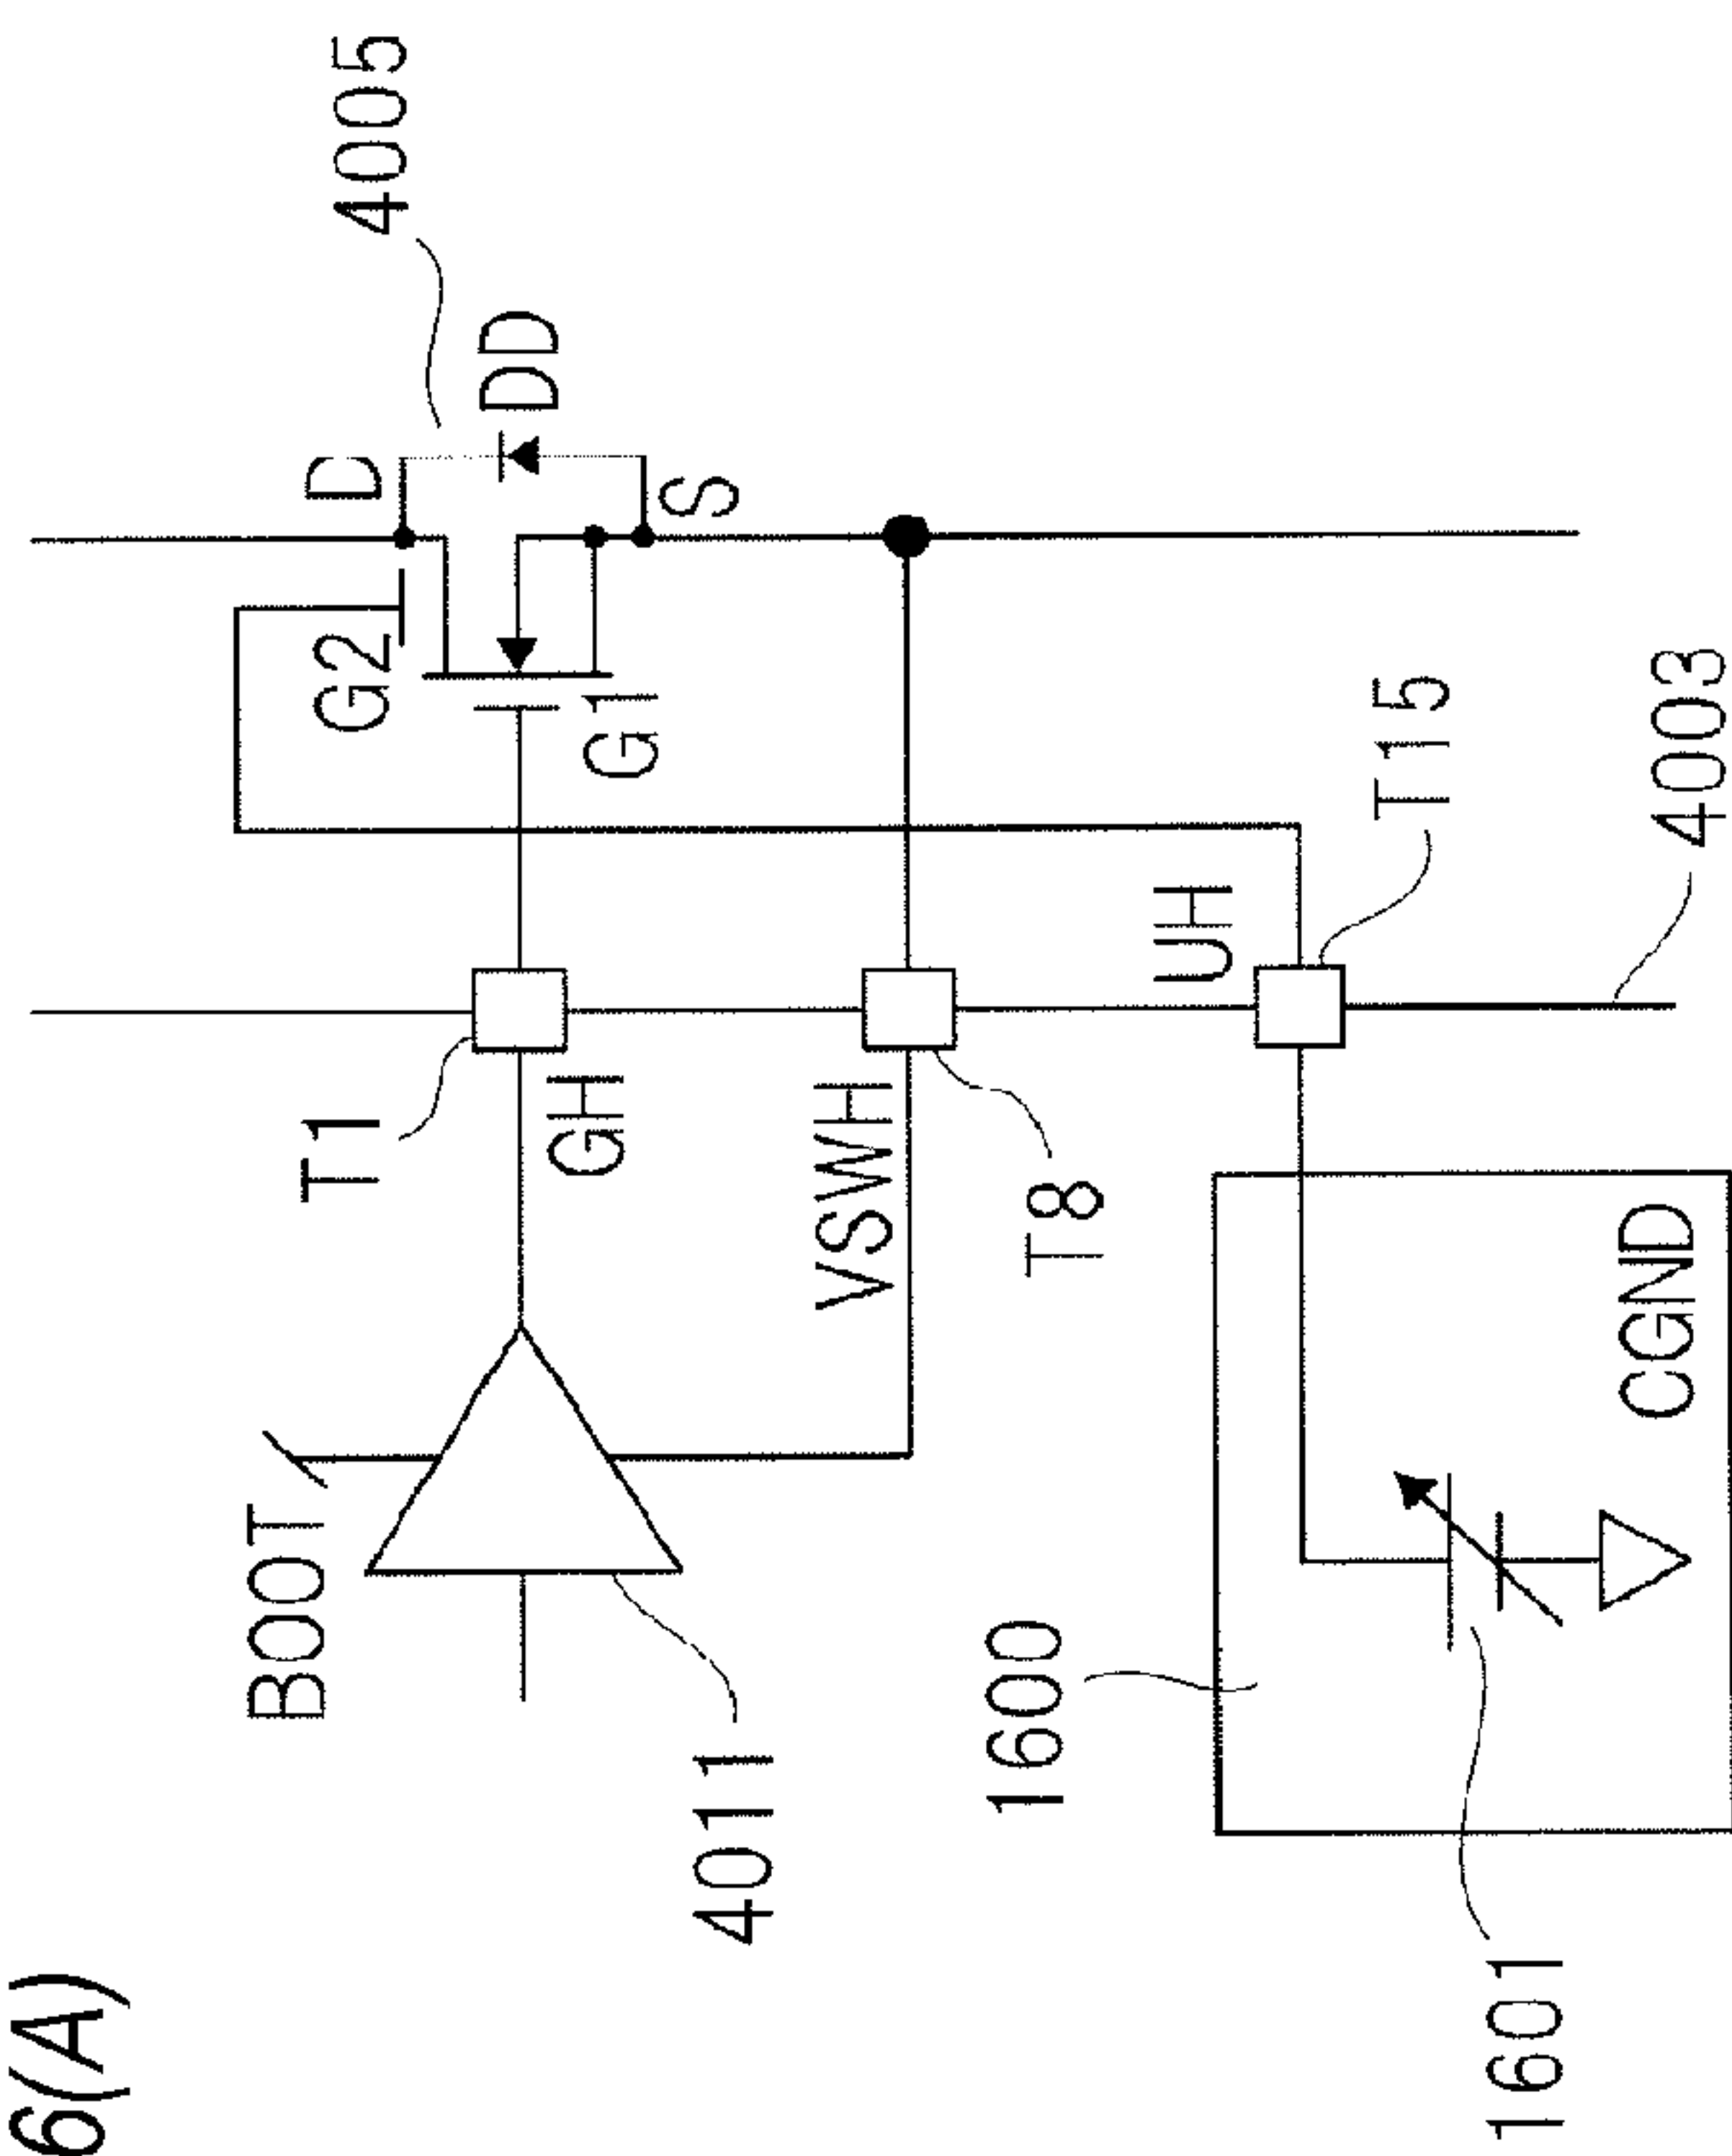 6(A)
BOOT
4011
T1
GH
VSWH
T8
G2
G1
D
DD
S
4005
1600
1601
CGND
UH
T15
4003